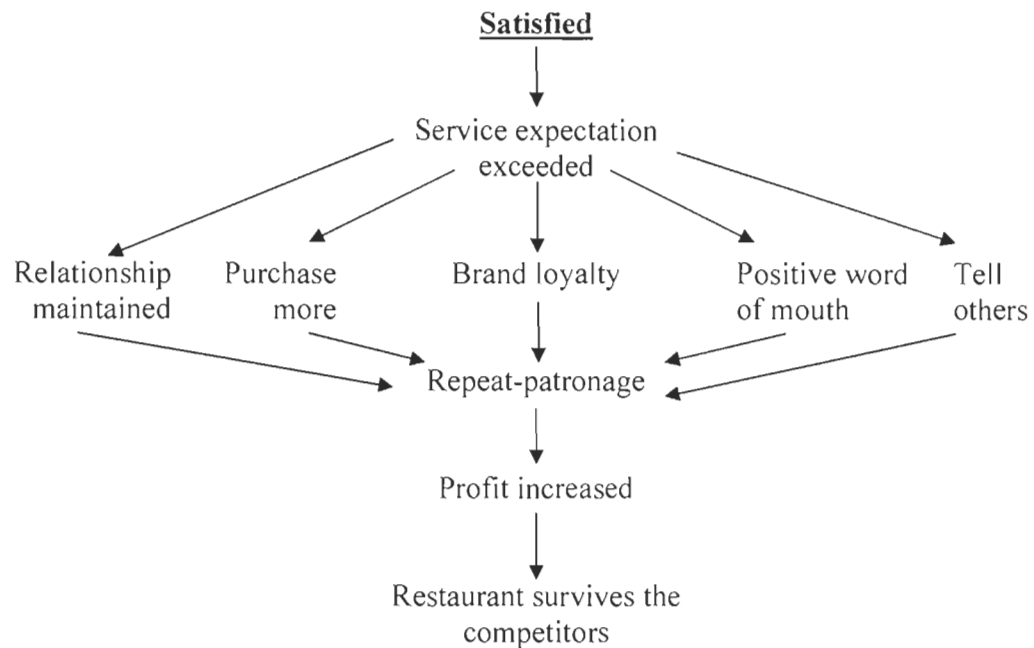 Satisfied
Service expectation
exceeded
Relationship
maintained
Purchase
more
Brand loyalty
Positive word
of mouth
Tell
others
Repeat-patronage
Profit increased
Restaurant survives the
competitors